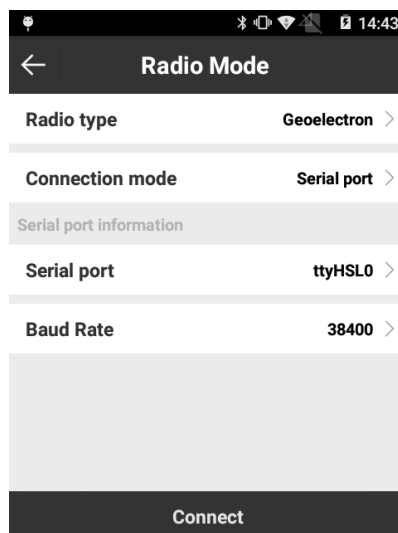 14:43
Radio Mode
Radio type Geoelectron
Connection mode Serial port
Serial port information
Serial port ttyHSL0
Baud Rate 38400
Connect